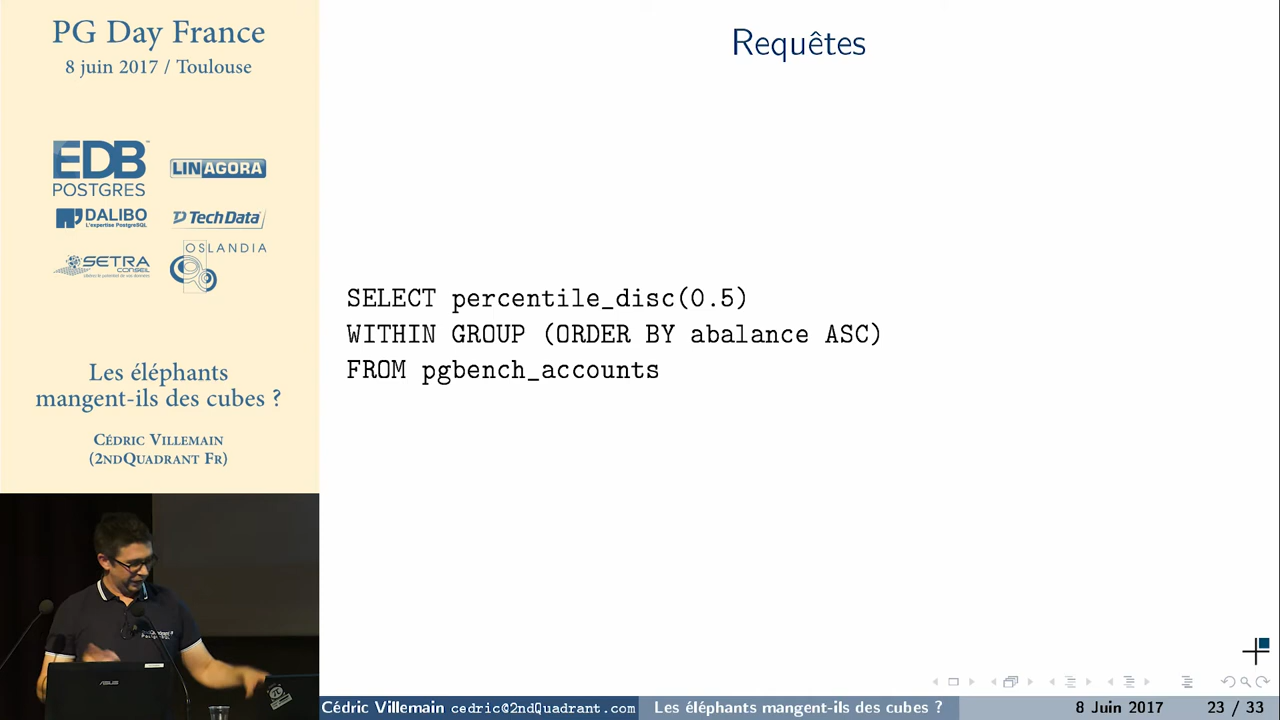 PG Day France
8 juin 2017 / Toulouse
EDB
POSTGRES
LINAGORA
DALIBO
L'expertise PostgreSQL
TechData
SETRA
CONSEIL
OSLANDIA
Les éléphants
mangent-ils des cubes ?
CÉDRIC VILLEMAIN
(2NDQUADRANT FR)
Requêtes
SELECT percentile_disc(0.5)
WITHIN GROUP (ORDER BY abalance ASC)
FROM pgbench_accounts
ASUS
Cédric Villemain cedric@2ndQuadrant.com
Les éléphants mangent-ils des cubes ?
8 Juin 2017
23 / 33